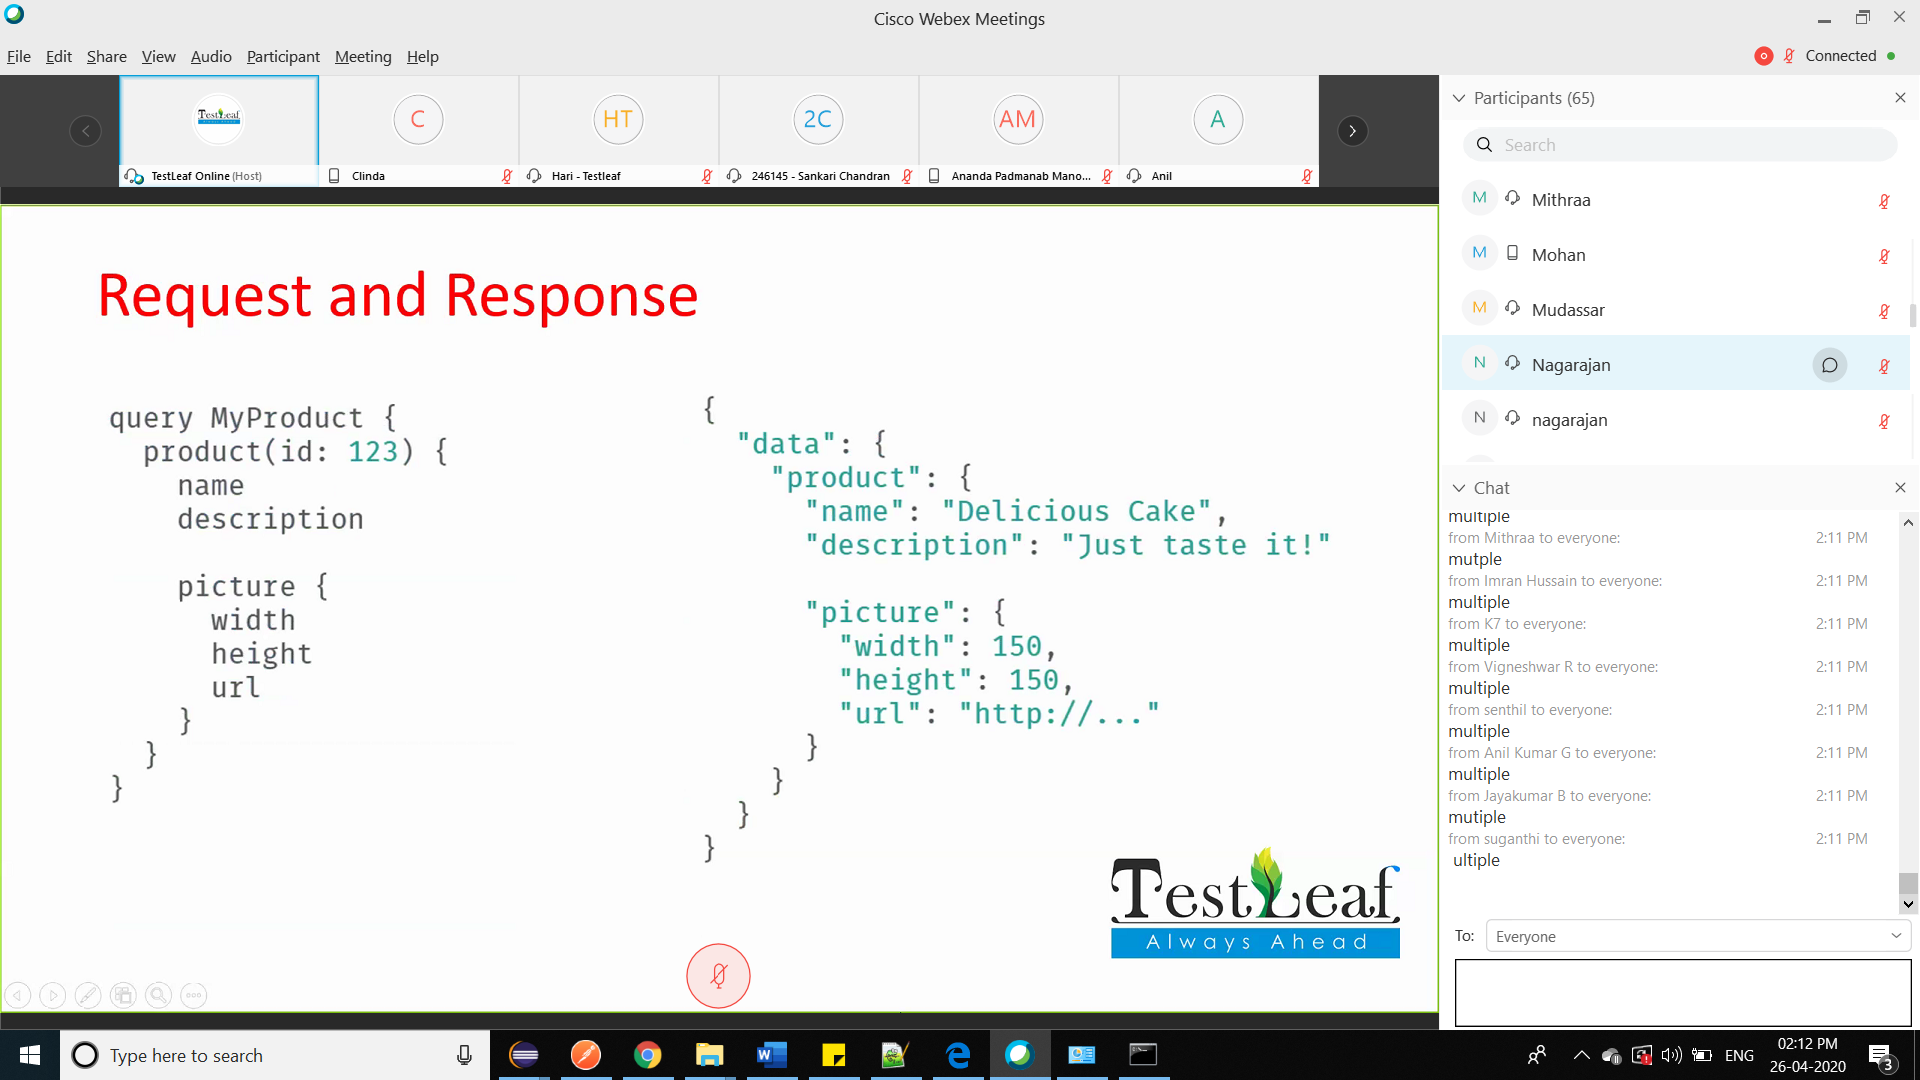 Cisco Webex Meetings
File Edit Share View Audio Participant Meeting Help
Connected
TestLeaf
C
HT
2C
AM
A
TestLeaf Online (Host)
Clinda
Hari - Testleaf
246145 - Sankari Chandran
Ananda Padmanab Mano...
Anil
Request and Response
query MyProduct {
product(id: 123) {
name
description
picture {
width
height
url
}
}
}
{
"data": {
"product": {
"name": "Delicious Cake",
"description": "Just taste it!"
"picture": {
"width": 150,
"height": 150,
"url": "http://..."
}
}
}
}
TestLeaf
Always Ahead
Participants (65)
Search
M Mithraa
M Mohan
M Mudassar
N Nagarajan
N nagarajan
Chat
multiple
from Mithraa to everyone: 2:11 PM
mutple
from Imran Hussain to everyone: 2:11 PM
multiple
from K7 to everyone: 2:11 PM
multiple
from Vigneshwar R to everyone: 2:11 PM
multiple
from senthil to everyone: 2:11 PM
multiple
from Anil Kumar G to everyone: 2:11 PM
multiple
from Jayakumar B to everyone: 2:11 PM
mutiple
from suganthi to everyone: 2:11 PM
ultiple
To: Everyone
Type here to search
ENG
02:12 PM
26-04-2020
3